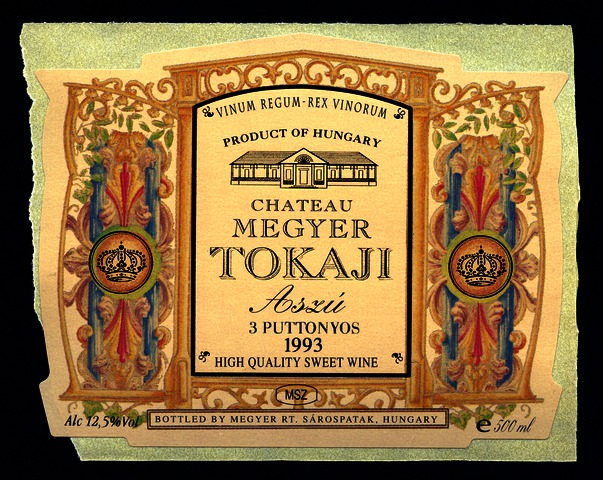 VINUM REGUM-REX VINORUM
PRODUCT OF HUNGARY
CHATEAU
MEGYER
TOKAJI
Aszú
3 PUTTONYOS
1993
HIGH QUALITY SWEET WINE
MSZ
Alc 12,5%Vol
BOTTLED BY MEGYER RT. SÁROSPATAK, HUNGARY
e 500 ml